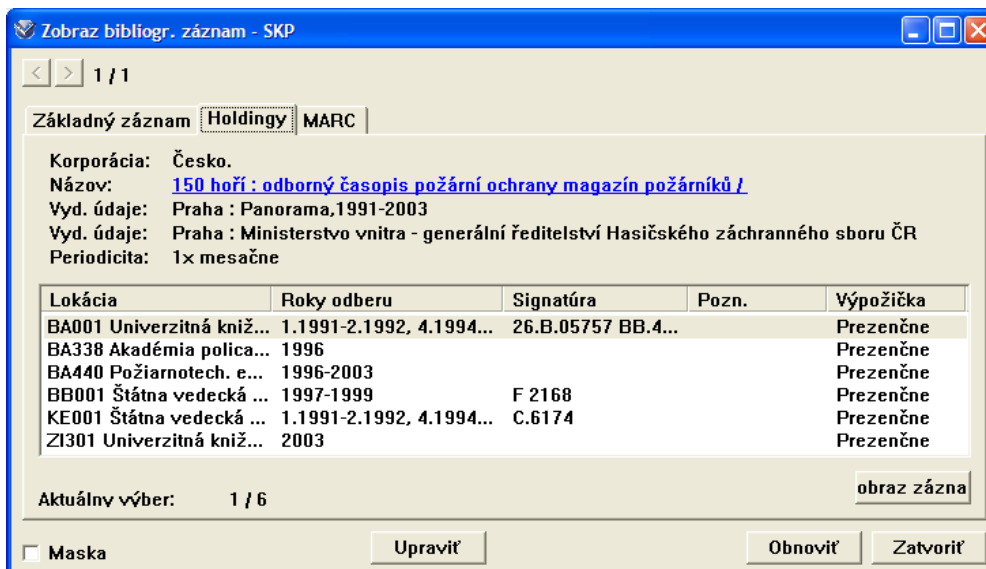 Zobraz bibliogr. záznam - SKP
< > 1 / 1
Základný záznam Holdingy MARC
Korporácia: Česko.
Názov: 150 hoří : odborný časopis požární ochrany magazín požárníků /
Vyd. údaje: Praha : Panorama,1991-2003
Vyd. údaje: Praha : Ministerstvo vnitra - generální ředitelství Hasičského záchranného sboru ČR
Periodicita: 1x mesačne
Lokácia Roky odberu Signatúra Pozn. Výpožička
BA001 Univerzitná kniž... 1.1991-2.1992, 4.1994... 26.B.05757 BB.4... Prezenčne
BA338 Akadémia polica... 1996 Prezenčne
BA440 Požiarnotech. e... 1996-2003 Prezenčne
BB001 Štátna vedecká ... 1997-1999 F 2168 Prezenčne
KE001 Štátna vedecká ... 1.1991-2.1992, 4.1994... C.6174 Prezenčne
ZI301 Univerzitná kniž... 2003 Prezenčne
obraz zázna
Aktuálny výber: 1 / 6
Maska Upraviť Obnoviť Zatvoriť